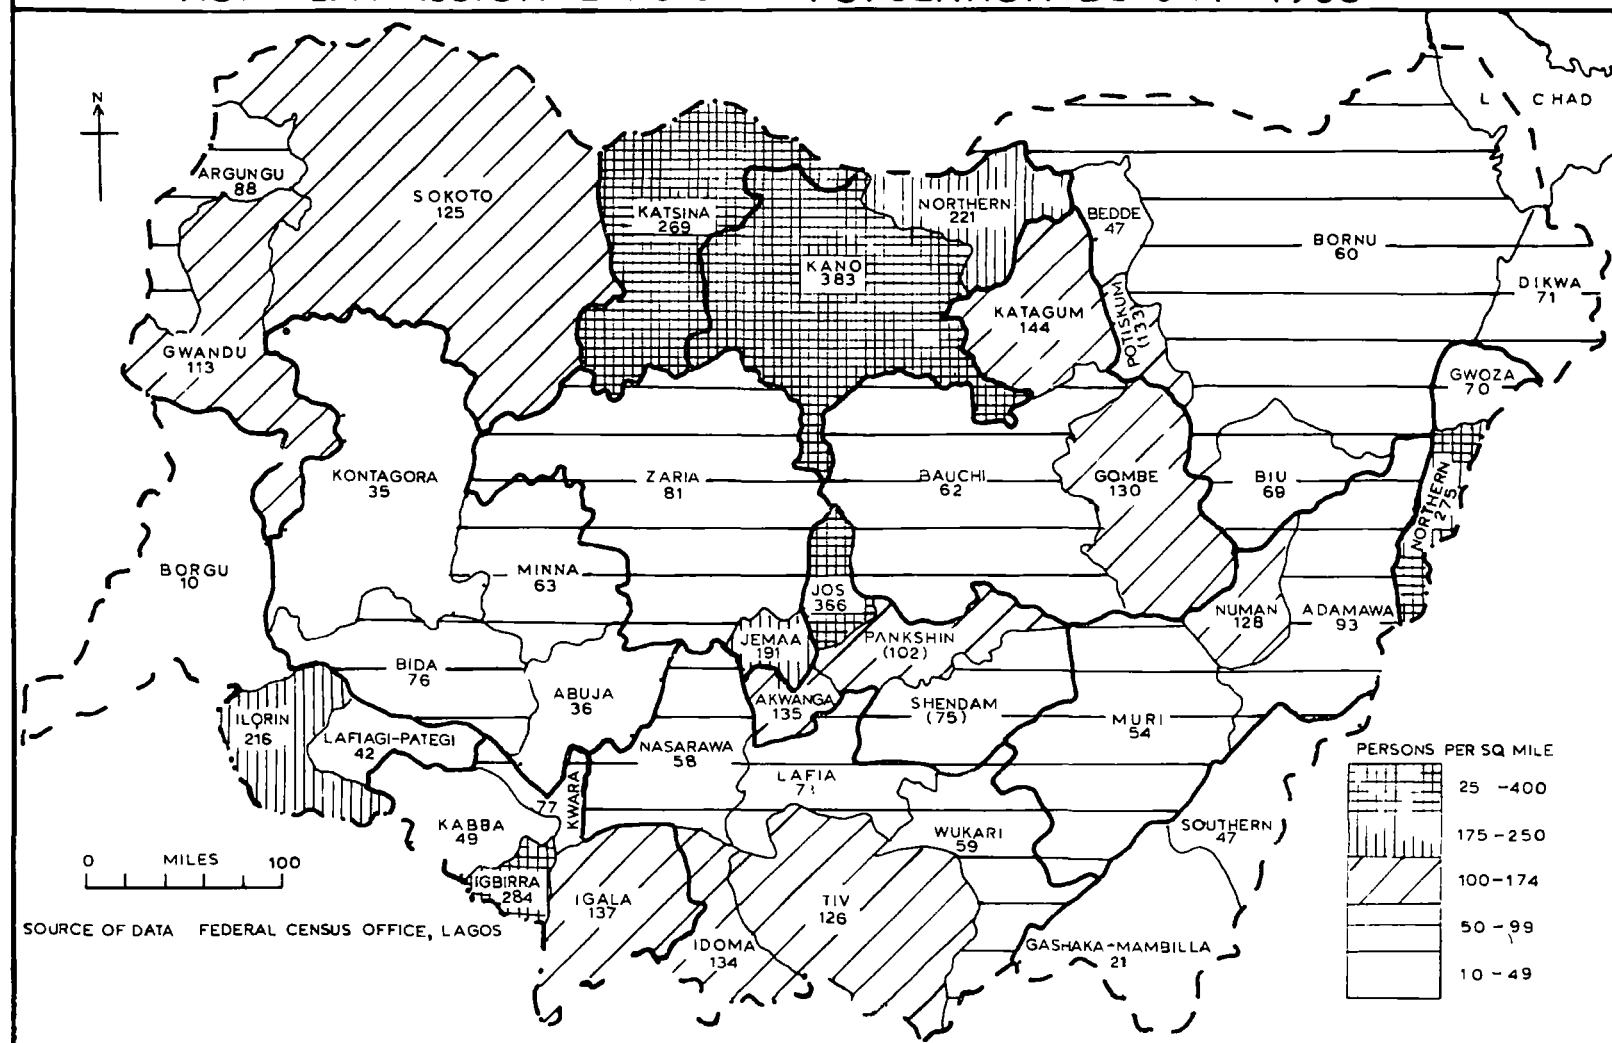 POPULATION
N
L CHAD
ARGUNGU
88
SOKOTO
125
KATSINA
269
NORTHERN
221
BEDDE
47
KANO
383
BORNU
60
DIKWA
71
KATAGUM
144
POTISKUM
(133)
GWANDU
113
GWOZA
70
KONTAGORA
35
ZARIA
81
BAUCHI
62
GOMBE
130
BIU
69
NORTHERN
275
BORGU
10
MINNA
63
JOS
366
NUMAN
128
ADAMAWA
93
JEMAA
191
PANKSHIN
(102)
BIDA
76
ABUJA
36
AKWANGA
135
SHENDAM
(75)
MURI
54
ILORIN
216
LAFIAGI-PATEGI
42
NASARAWA
58
LAFIA
KWARA
77
KABBA
49
WUKARI
59
SOUTHERN
47
IGBIRRA
284
IGALA
137
TIV
126
IDOMA
134
GASHAKA-MAMBILLA
21
PERSONS PER SQ MILE
25 -400
175-250
100-174
50-99
10-49
0 MILES 100
SOURCE OF DATA FEDERAL CENSUS OFFICE, LAGOS